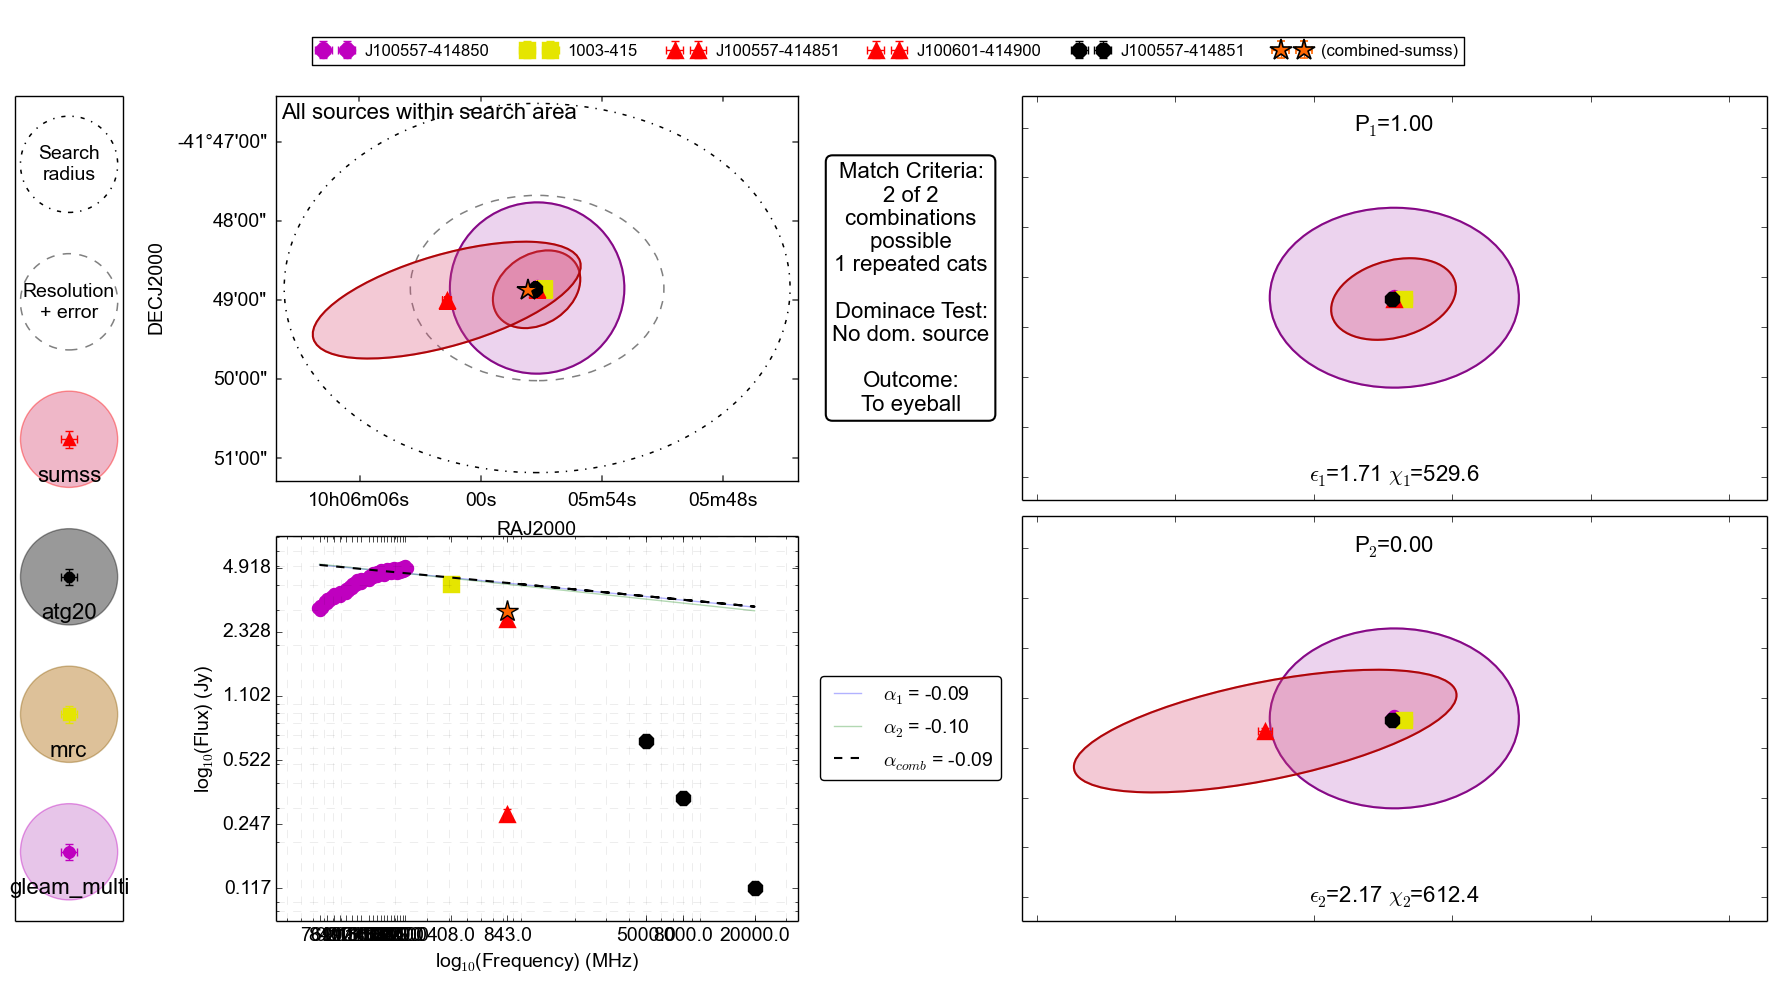 J100557-414850
1003-415
J100557-414851
J100601-414900
J100557-414851
(combined-sumss)
Search
radius
Resolution
+ error
sumss
atg20
mrc
gleam_multi
All sources within search area
DECJ2000
-41°47'00"
48'00"
49'00"
50'00"
51'00"
10h06m06s
00s
05m54s
05m48s
RAJ2000
Match Criteria:
2 of 2
combinations
possible
1 repeated cats
Dominace Test:
No dom. source
Outcome:
To eyeball
P1=1.00
ϵ1=1.71 χ1=529.6
P2=0.00
ϵ2=2.17 χ2=612.4
log10(Flux) (Jy)
4.918
2.328
1.102
0.522
0.247
0.117
408.0
843.0
5000.0
8000.0
20000.0
log10(Frequency) (MHz)
α1 = -0.09
α2 = -0.10
αcomb = -0.09